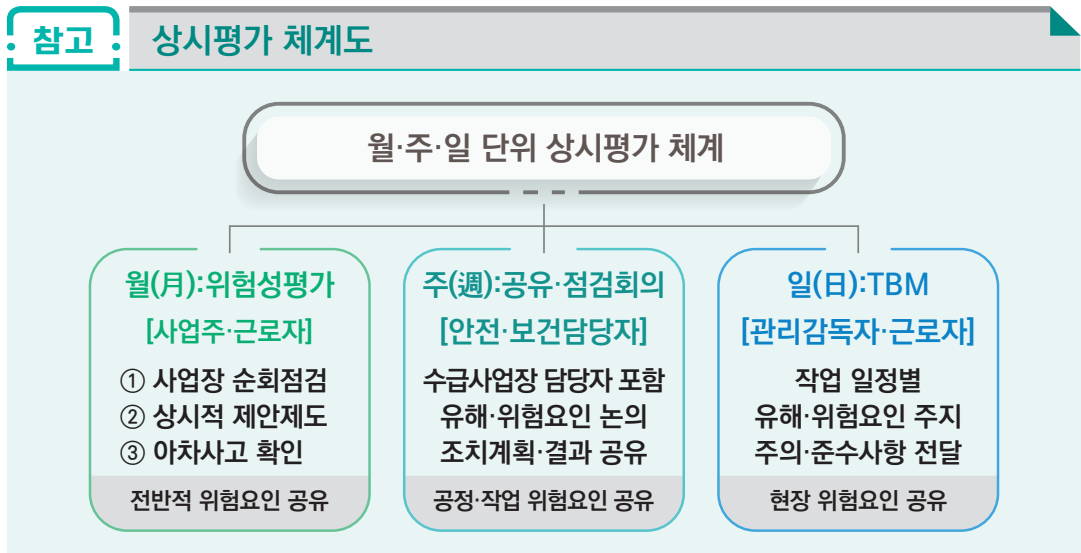 참고
상시평가 체계도
월·주·일 단위 상시평가 체계
월(月):위험성평가
[사업주·근로자]
① 사업장 순회점검
② 상시적 제안제도
③ 아차사고 확인
전반적 위험요인 공유
주(週):공유·점검회의
[안전·보건담당자]
수급사업장 담당자 포함
유해·위험요인 논의
조치계획·결과 공유
공정·작업 위험요인 공유
일(日):TBM
[관리감독자·근로자]
작업 일정별
유해·위험요인 주지
주의·준수사항 전달
현장 위험요인 공유